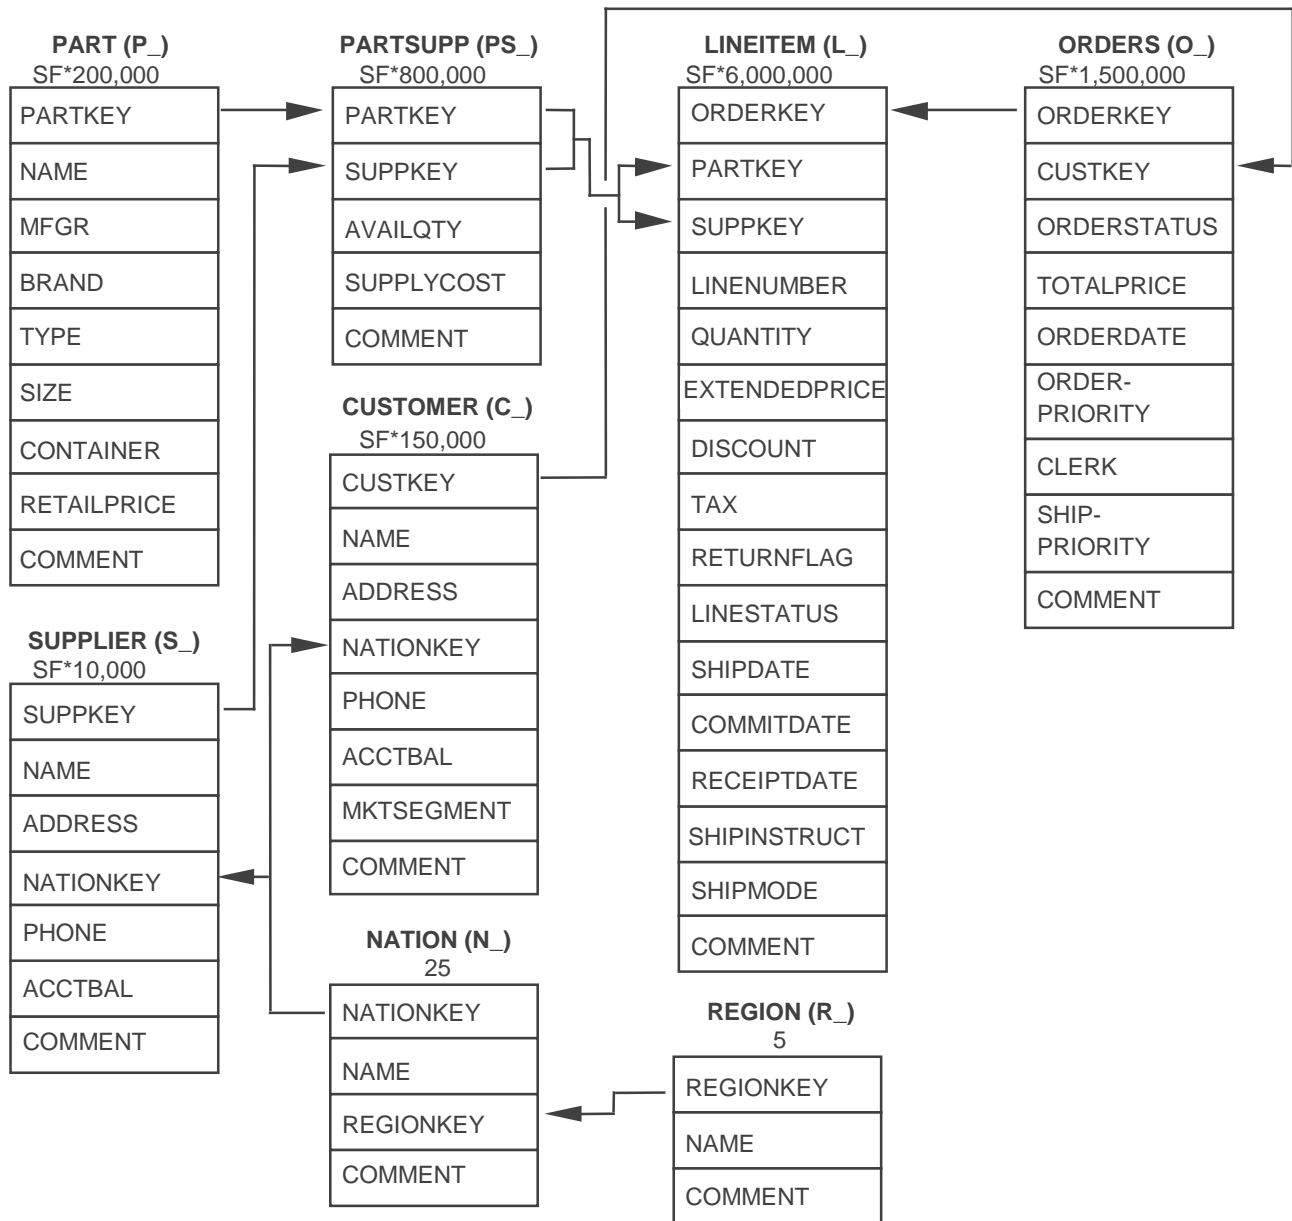 PART (P_)
SF*200,000
PARTKEY
NAME
MFGR
BRAND
TYPE
SIZE
CONTAINER
RETAILPRICE
COMMENT
SUPPLIER (S_)
SF*10,000
SUPPKEY
NAME
ADDRESS
NATIONKEY
PHONE
ACCTBAL
COMMENT
PARTSUPP (PS_)
SF*800,000
PARTKEY
SUPPKEY
AVAILQTY
SUPPLYCOST
COMMENT
CUSTOMER (C_)
SF*150,000
CUSTKEY
NAME
ADDRESS
NATIONKEY
PHONE
ACCTBAL
MKTSEGMENT
COMMENT
NATION (N_)
25
NATIONKEY
NAME
REGIONKEY
COMMENT
LINEITEM (L_)
SF*6,000,000
ORDERKEY
PARTKEY
SUPPKEY
LINENUMBER
QUANTITY
EXTENDEDPRICE
DISCOUNT
TAX
RETURNFLAG
LINESTATUS
SHIPDATE
COMMITDATE
RECEIPTDATE
SHIPINSTRUCT
SHIPMODE
COMMENT
REGION (R_)
5
REGIONKEY
NAME
COMMENT
ORDERS (O_)
SF*1,500,000
ORDERKEY
CUSTKEY
ORDERSTATUS
TOTALPRICE
ORDERDATE
ORDER-
PRIORITY
CLERK
SHIP-
PRIORITY
COMMENT